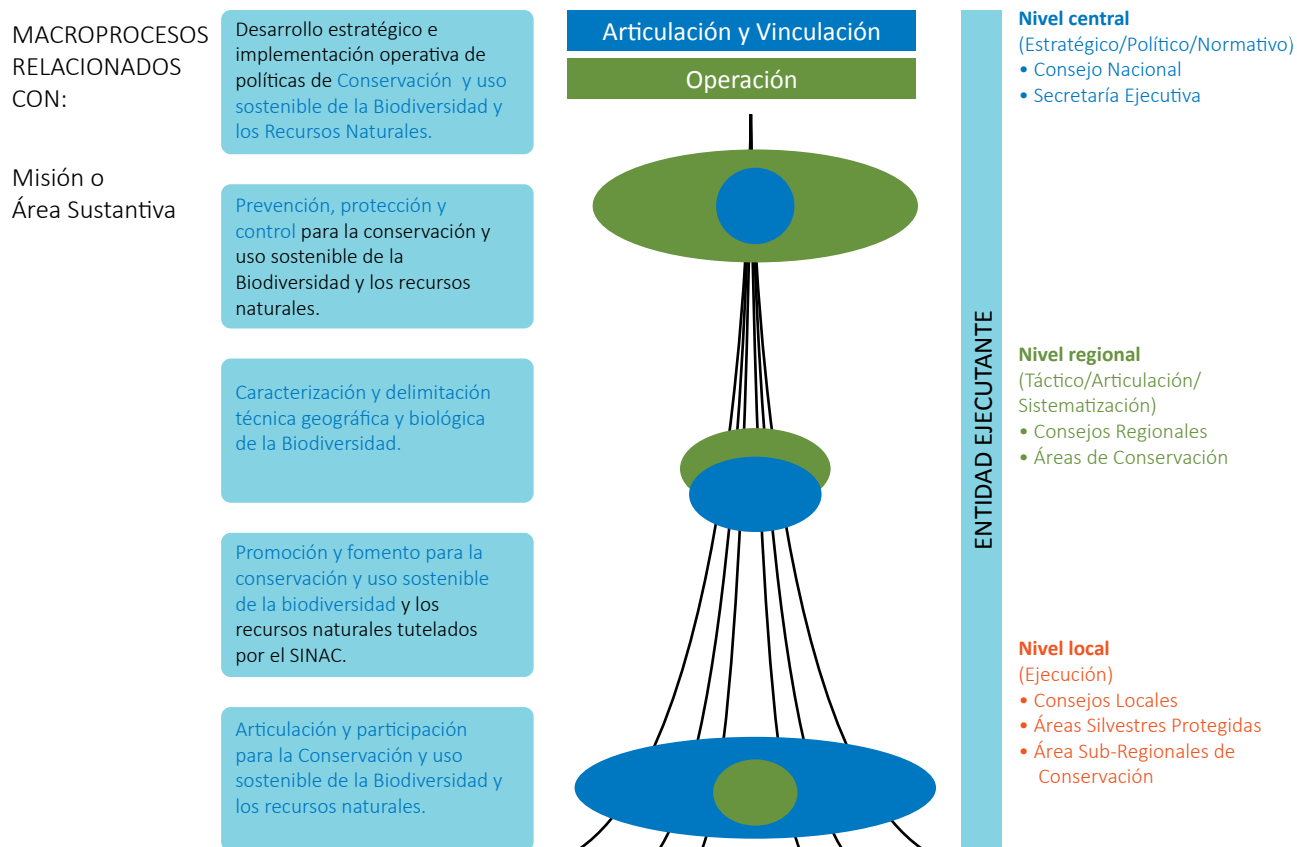 MACROPROCESOS
RELACIONADOS
CON:
Misión o
Área Sustantiva
Desarrollo estratégico e
implementación operativa de
políticas de Conservación y uso
sostenible de la Biodiversidad y
los Recursos Naturales.
Prevención, protección y
control para la conservación y
uso sostenible de la
Biodiversidad y los recursos
naturales.
Caracterización y delimitación
técnica geográfica y biológica
de la Biodiversidad.
Promoción y fomento para la
conservación y uso sostenible
de la biodiversidad y los
recursos naturales tutelados
por el SINAC.
Articulación y participación
para la Conservación y uso
sostenible de la Biodiversidad y
los recursos naturales.
Articulación y Vinculación
Operación
ENTIDAD EJECUTANTE
Nivel central
(Estratégico/Político/Normativo)
• Consejo Nacional
• Secretaría Ejecutiva
Nivel regional
(Táctico/Articulación/
Sistematización)
• Consejos Regionales
• Áreas de Conservación
Nivel local
(Ejecución)
• Consejos Locales
• Áreas Silvestres Protegidas
• Área Sub-Regionales de
Conservación